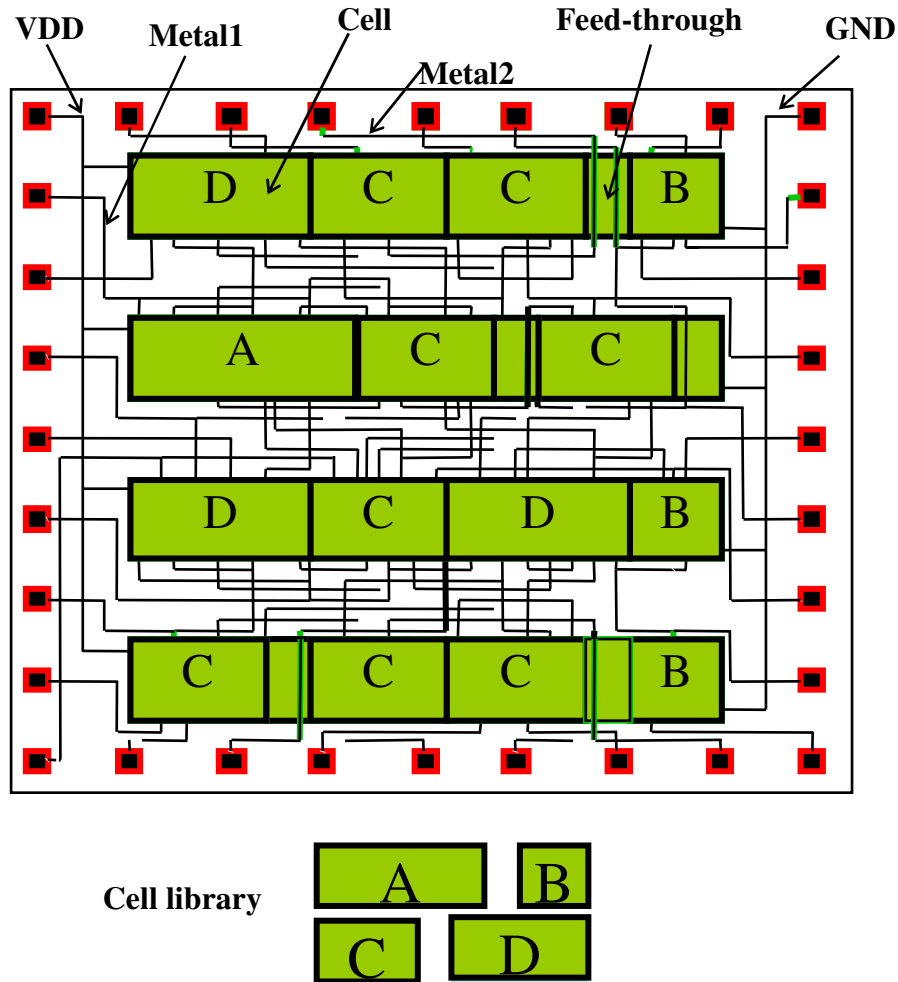 VDD Metal1 Cell Feed-through GND
Metal2
D C C B
A C C
D C D B
C C C B
Cell library
A B
C D